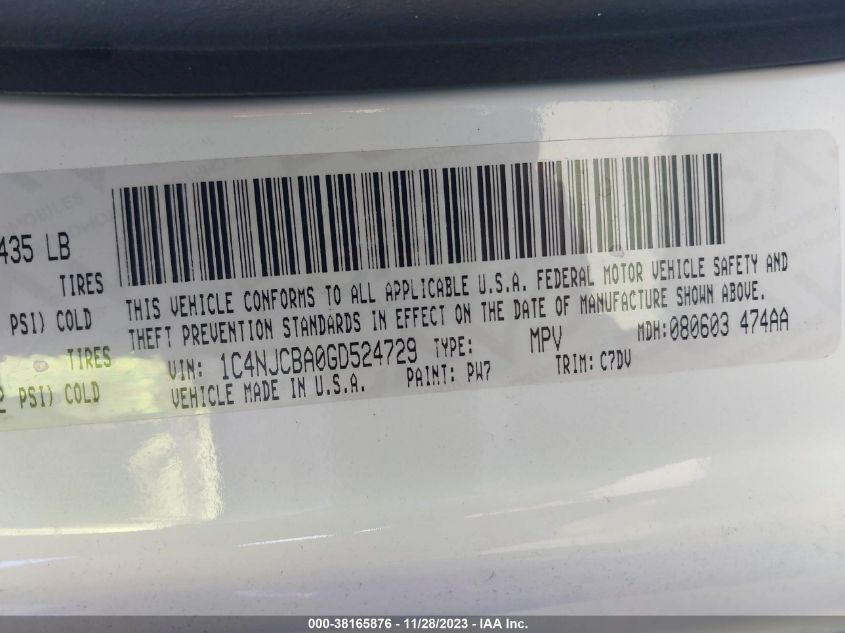 435 LB
TIRES
PSI) COLD
TIRES
2 PSI) COLD
THIS VEHICLE CONFORMS TO ALL APPLICABLE U.S.A. FEDERAL MOTOR VEHICLE SAFETY AND
THEFT PREVENTION STANDARDS IN EFFECT ON THE DATE OF MANUFACTURE SHOWN ABOVE.
VIN: 1C4NJCBA0GD524729 TYPE: MPV MDH:080603 474AA
VEHICLE MADE IN U.S.A. PAINT: PW7 TRIM: C7DV
000-38165876 | 11/28/2023 - IAA Inc.